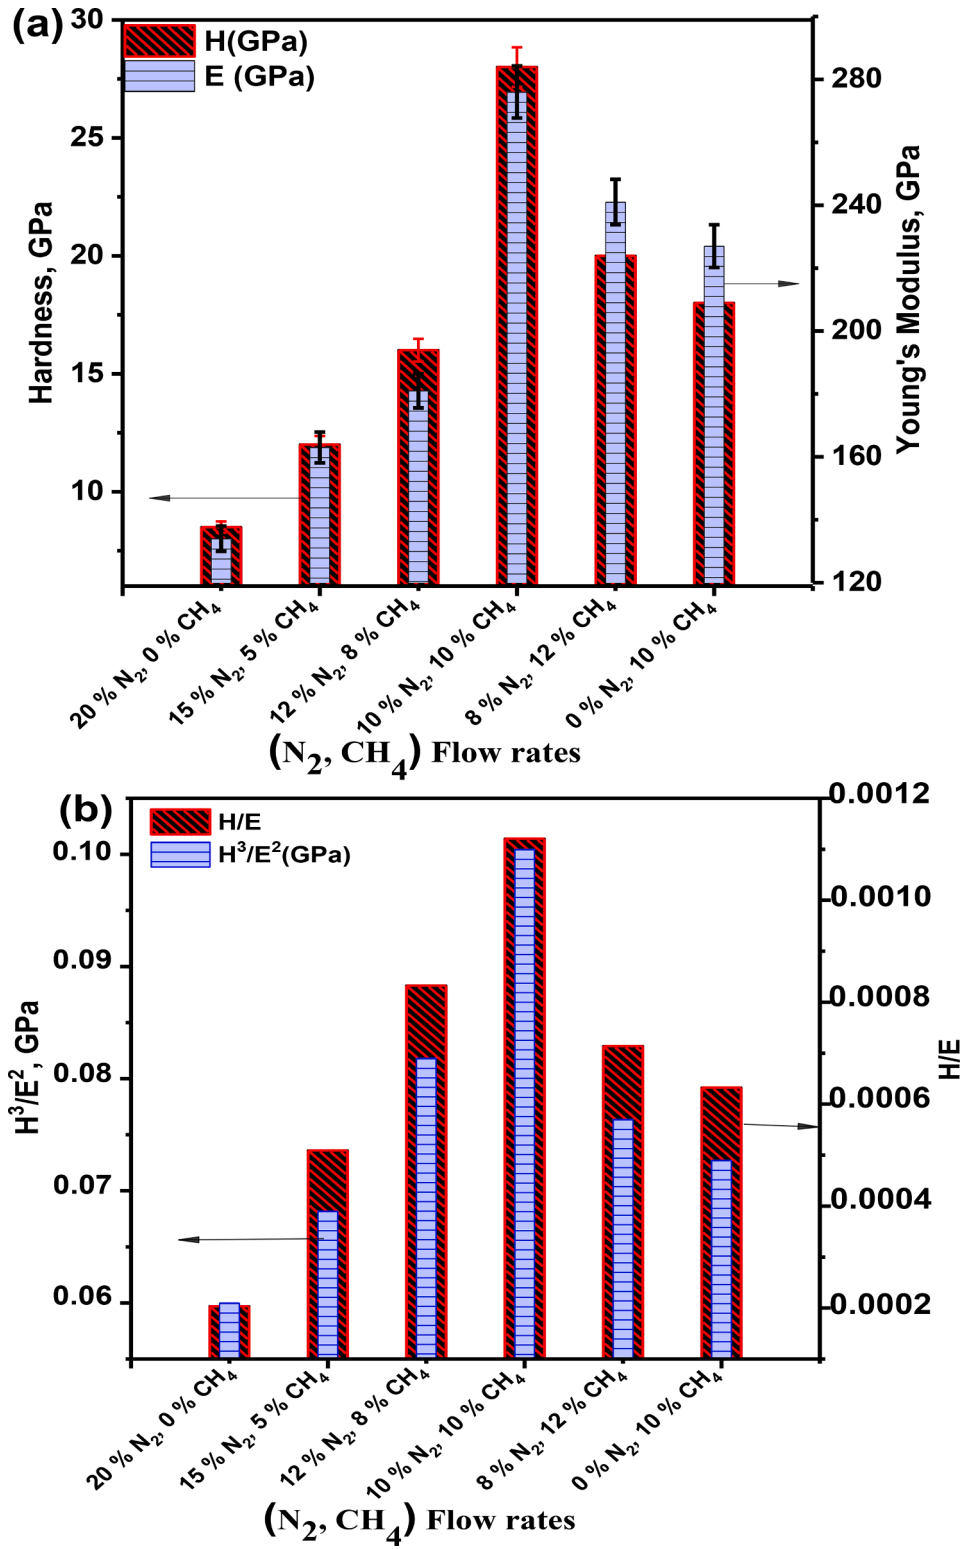 (a)
H(GPa)
E (GPa)
30
25
20
15
10
Hardness, GPa
280
240
200
160
120
Young's Modulus, GPa
20 % N2, 0 % CH4
15 % N2, 5 % CH4
12 % N2, 8 % CH4
10 % N2, 10 % CH4
8 % N2, 12 % CH4
0 % N2, 10 % CH4
(N2, CH4) Flow rates
(b)
H/E
H³/E²(GPa)
0.10
0.09
0.08
0.07
0.06
H³/E², GPa
0.0012
0.0010
0.0008
0.0006
0.0004
0.0002
H/E
20 % N2, 0 % CH4
15 % N2, 5 % CH4
12 % N2, 8 % CH4
10 % N2, 10 % CH4
8 % N2, 12 % CH4
0 % N2, 10 % CH4
(N2, CH4) Flow rates